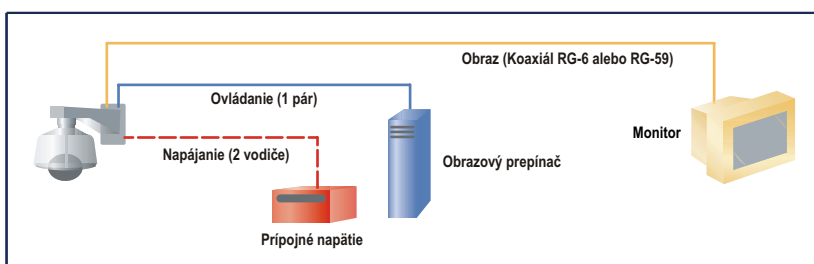 Obraz (Koaxiál RG-6 alebo RG-59)
Ovládanie (1 pár)
Monitor
Napájanie (2 vodiče)
Obrazový prepínač
Prípojné napätie